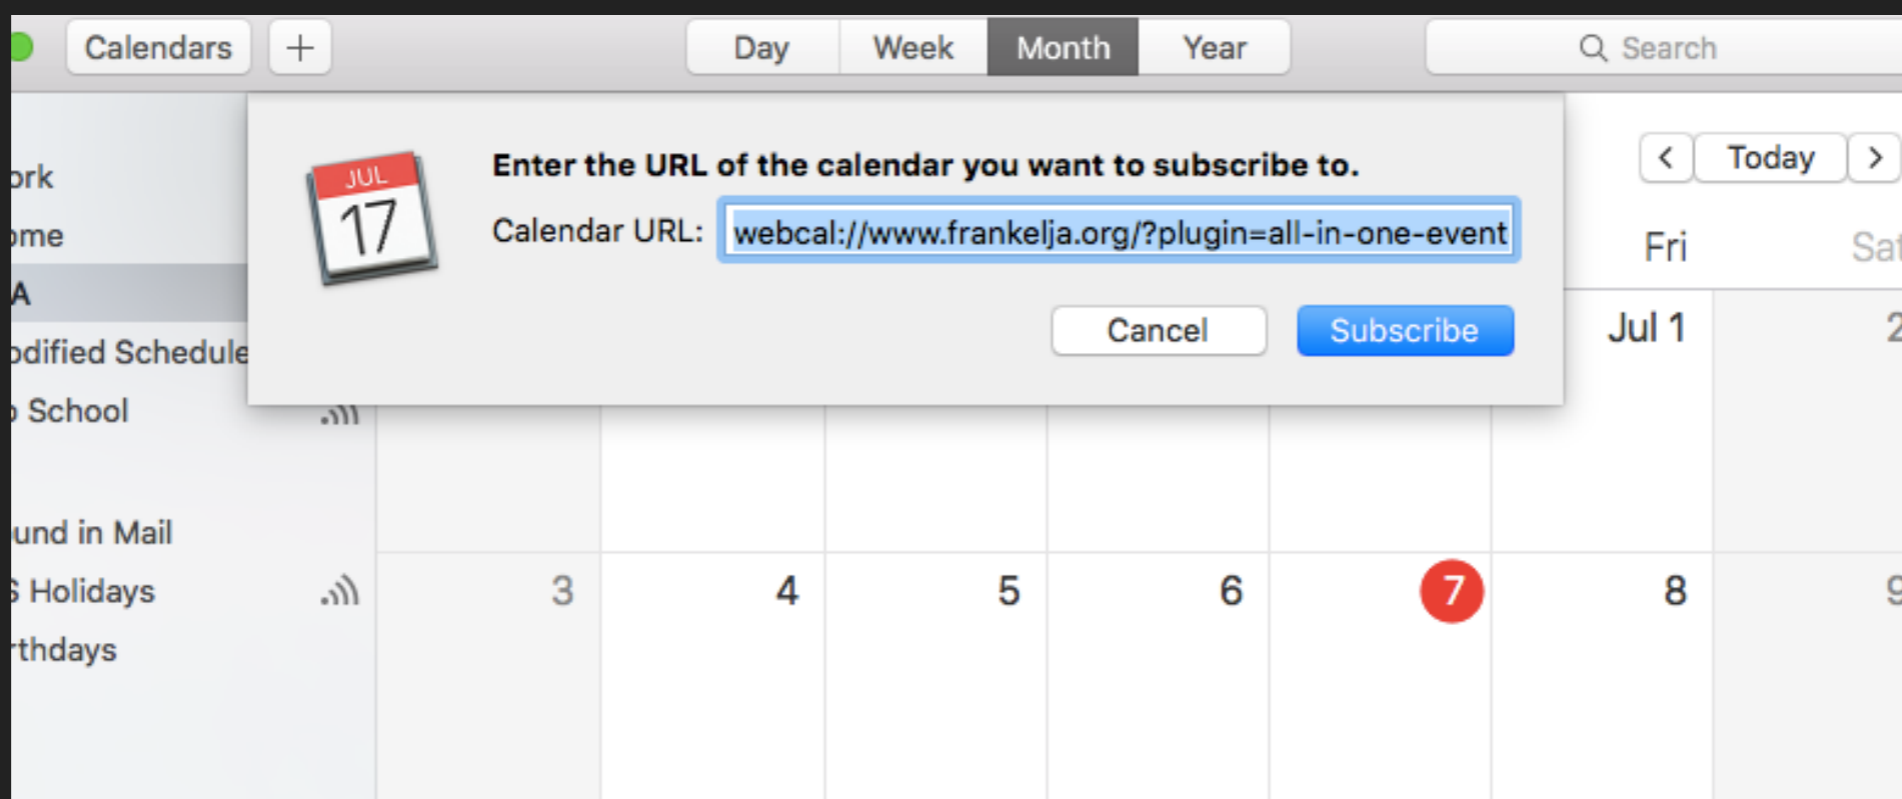 Calendars +
Day Week Month Year
Search
JUL
17
Enter the URL of the calendar you want to subscribe to.
Calendar URL: webcal://www.frankelja.org/?plugin=all-in-one-event
Cancel Subscribe
< Today >
Fri Sat
ork
ome
A
odified Schedule
School
und in Mail
S Holidays
rthdays
Jul 1 2
3 4 5 6 7 8 9